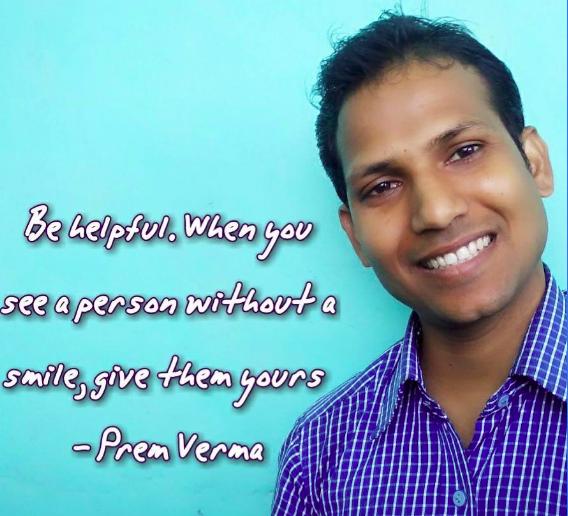 Be helpful. When you
see a person without a
smile, give them yours
- Prem Verma